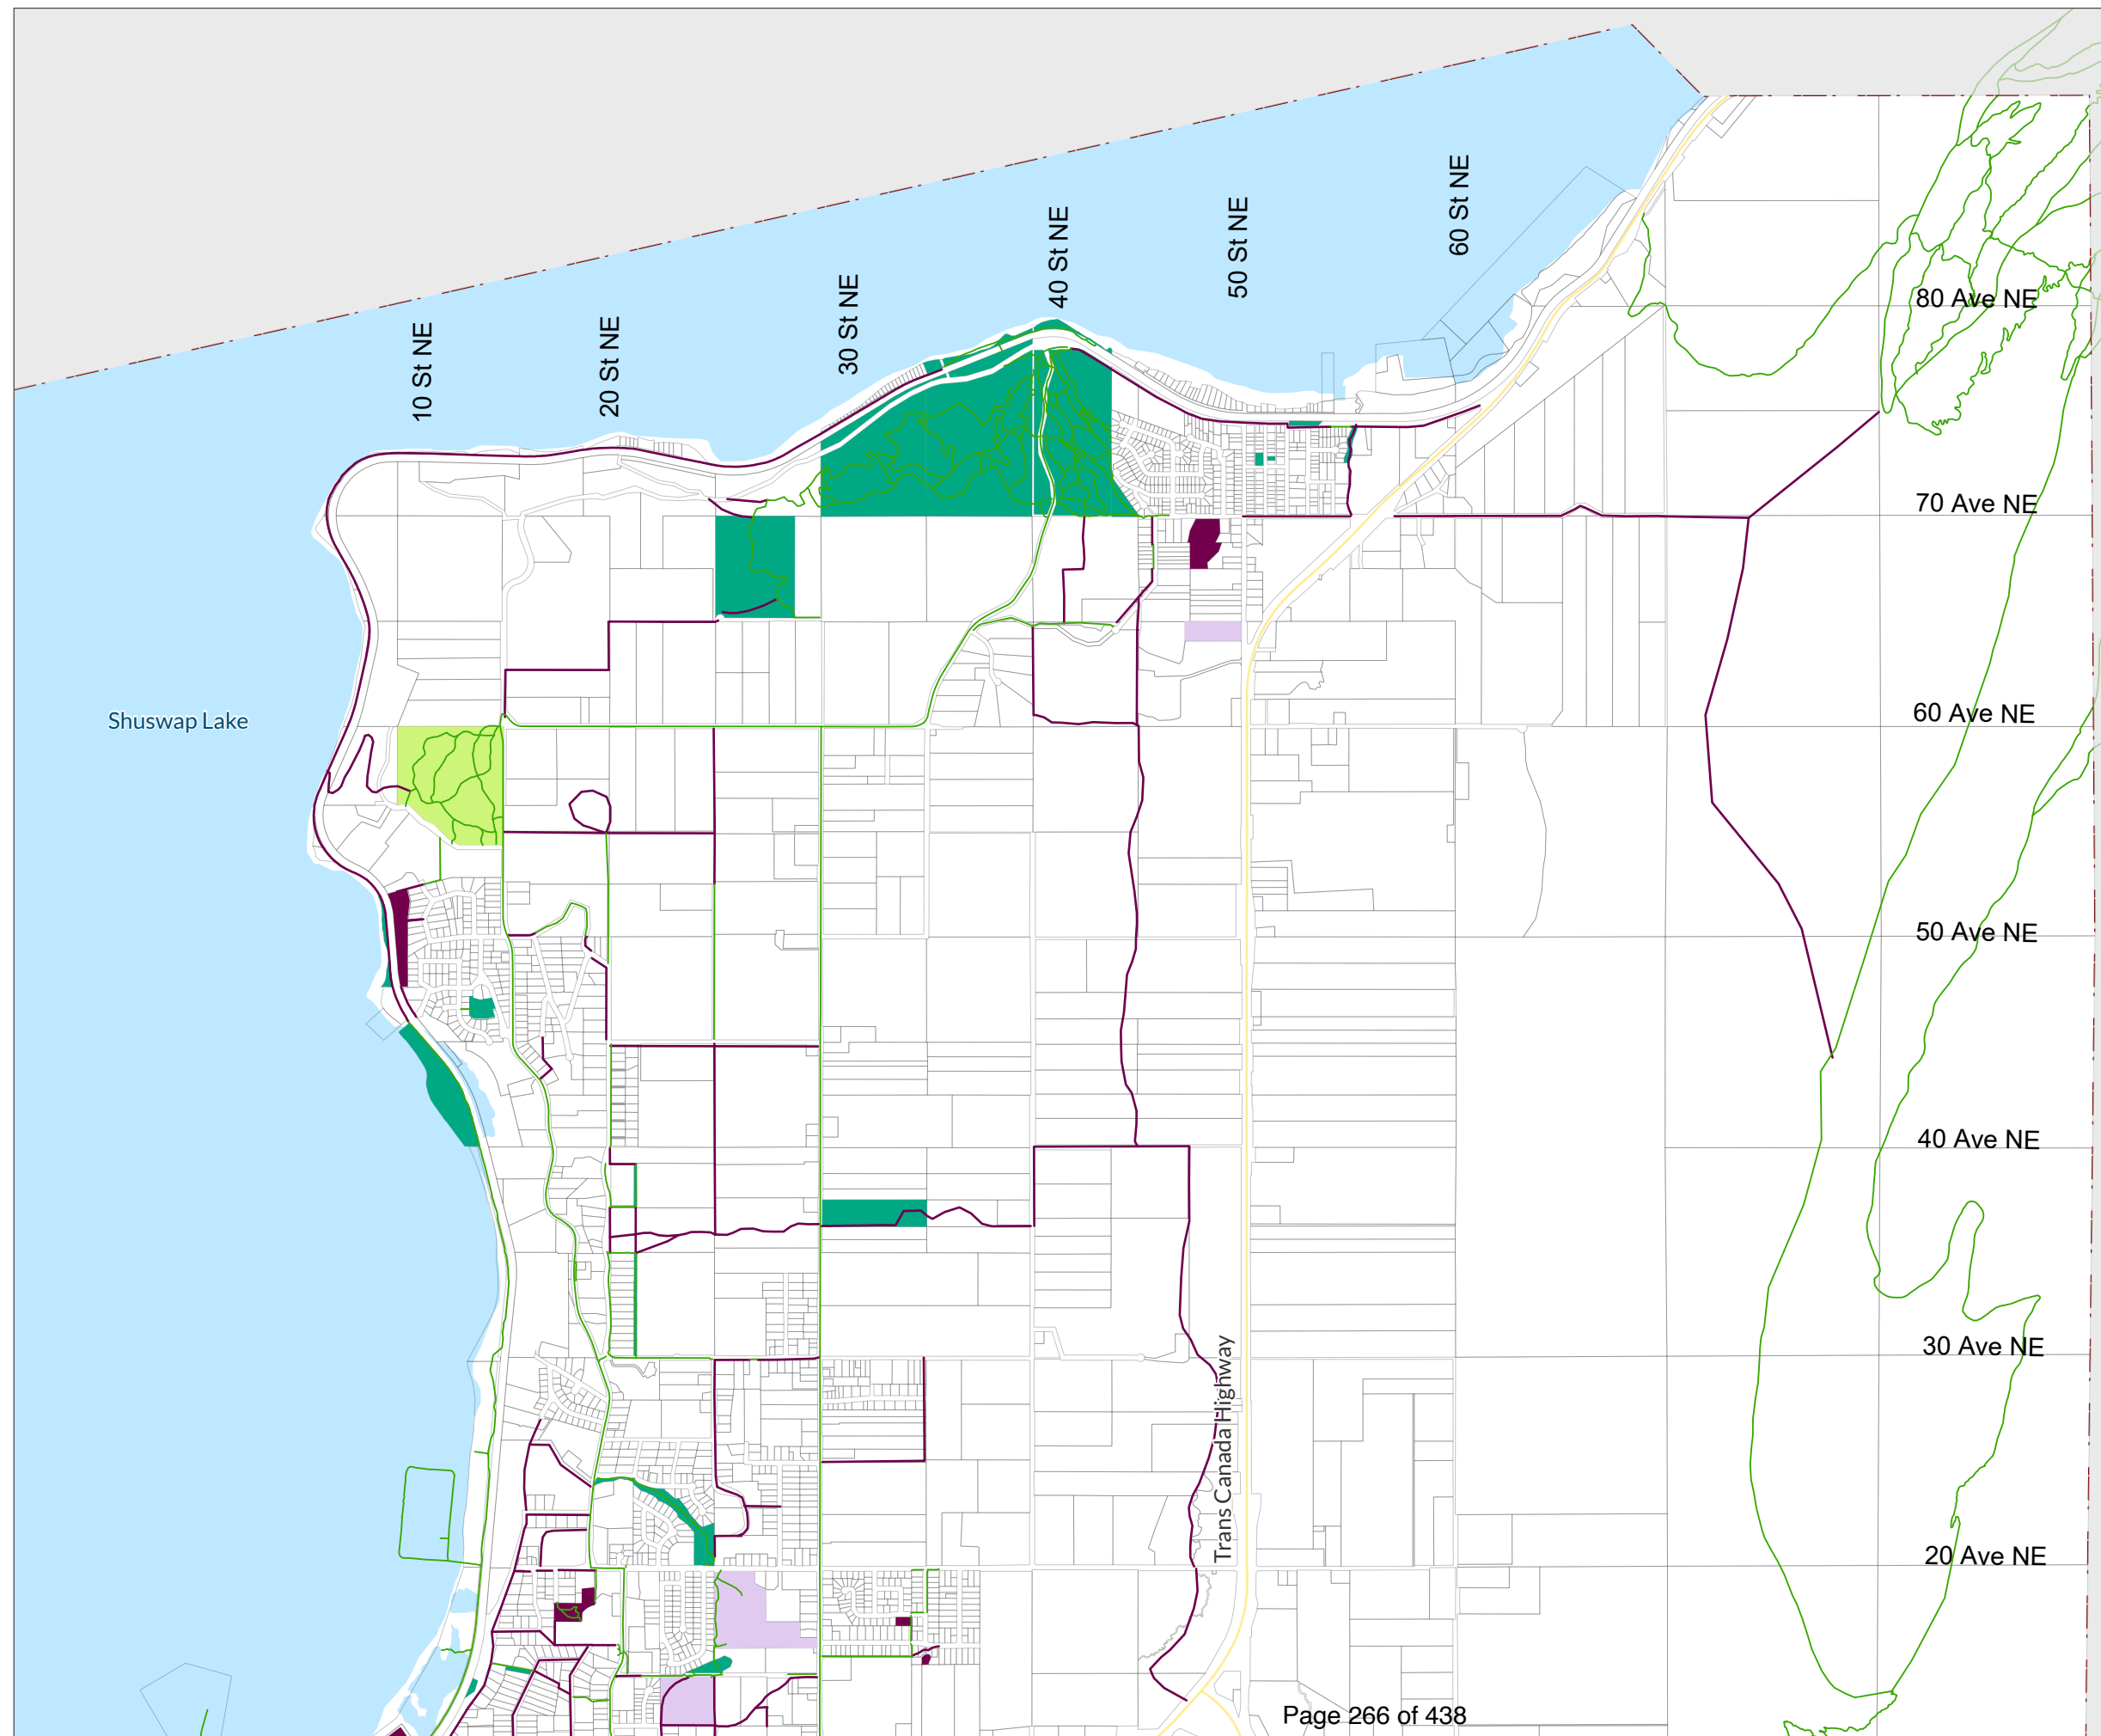 60 St NE
50 St NE
40 St NE
30 St NE
80 Ave NE
20 St NE
10 St NE
70 Ave NE
60 Ave NE
Shuswap Lake
50 Ave NE
40 Ave NE
30 Ave NE
Trans Canada Highway
20 Ave NE
Page 266 of 438